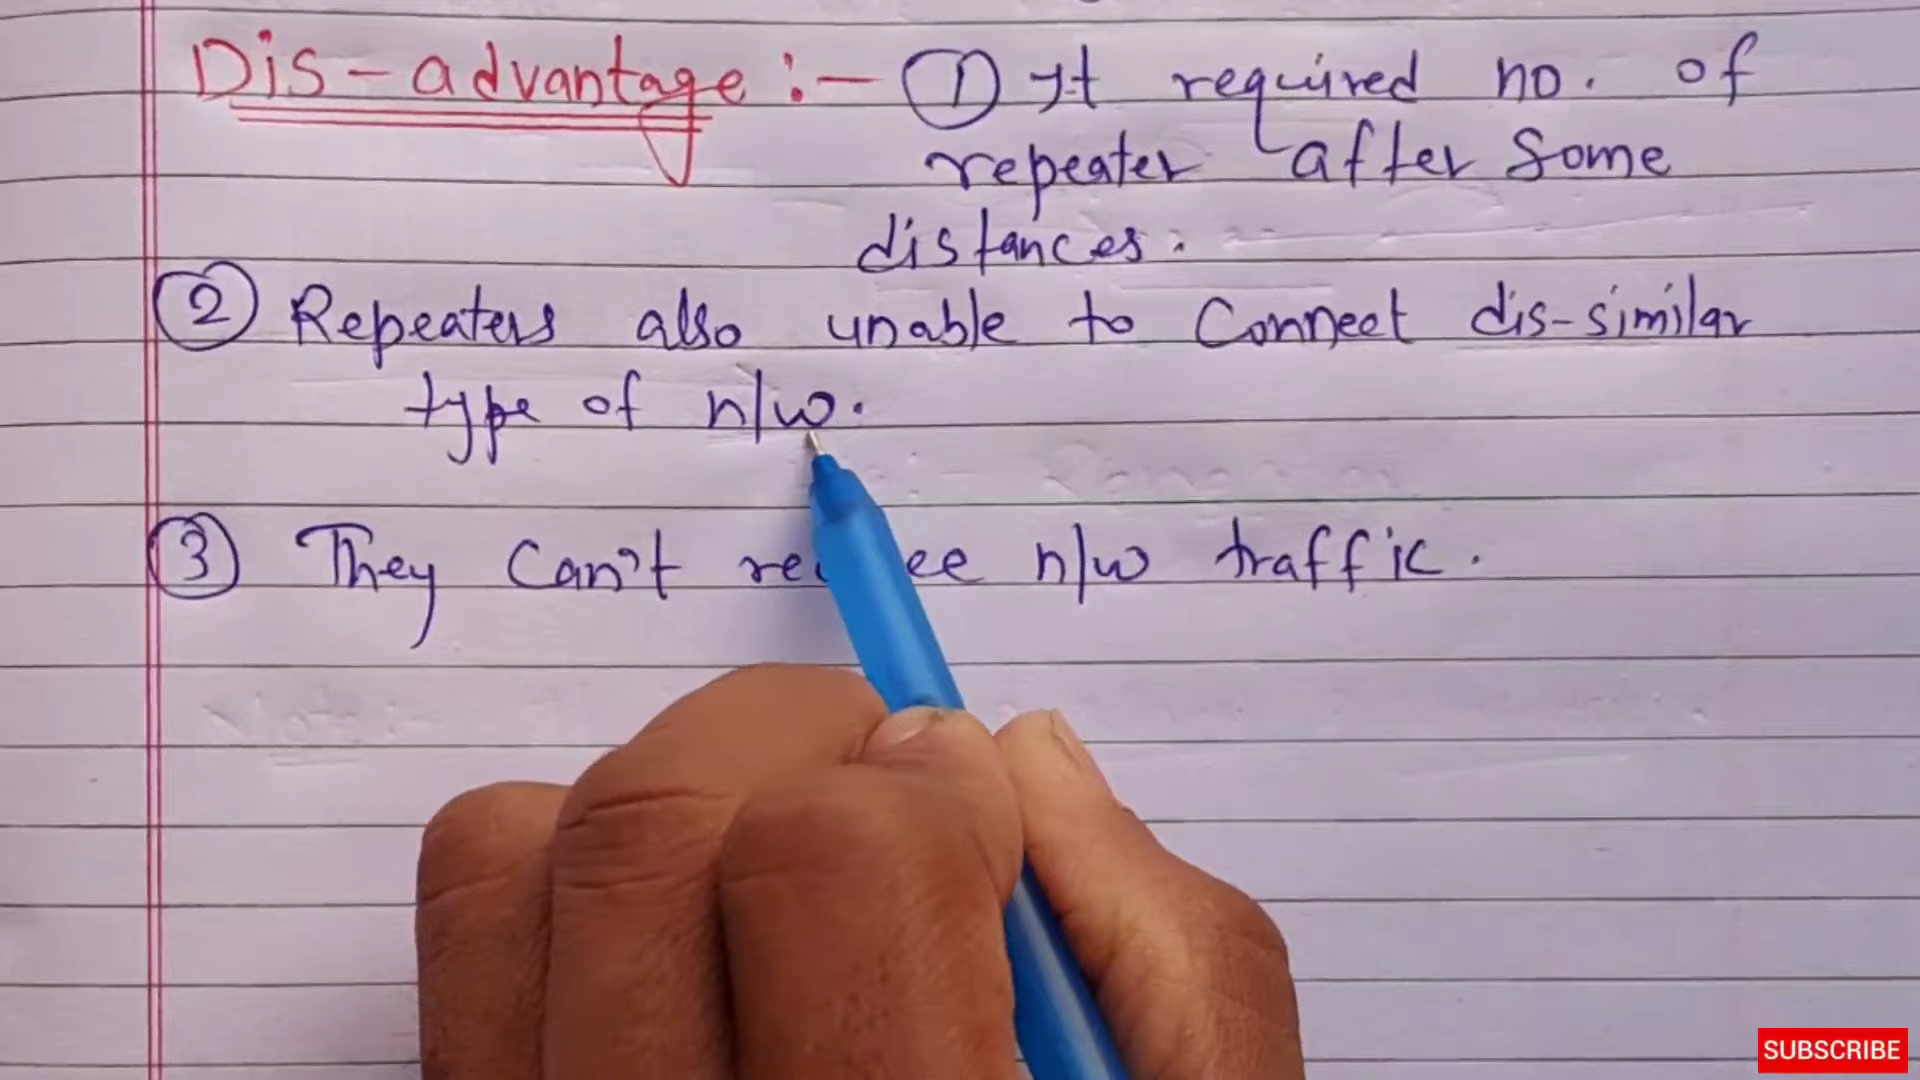 Dis-advantage :- ① It required no. of
repeater after some
distances.
② Repeaters also unable to Connect dis-similar
type of n/w.
③ They Can't n/w traffic.
SUBSCRIBE